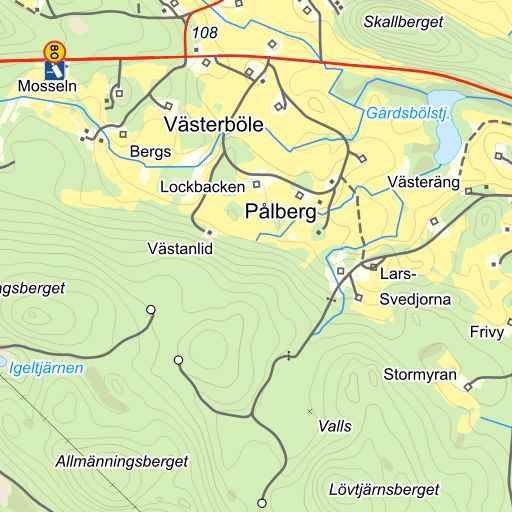 Skallberget
108
80
Mosseln
Gårdsbölstj.
Västerböle
Bergs
Lockbacken
Västeräng
Pålberg
Västanlid
Lars-
Svedjorna
ngsberget
Frivy
Igeltjärnen
Stormyran
Valls
Allmänningsberget
Lövtjärnsberget